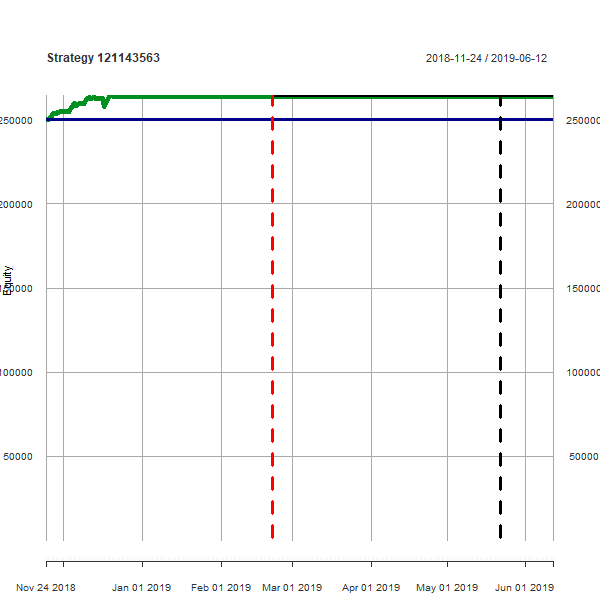 Strategy 121143563
2018-11-24 / 2019-06-12
250000 250000
200000 200000
Equity
150000 150000
100000 100000
50000 50000
Nov 24 2018 Jan 01 2019 Feb 01 2019 Mar 01 2019 Apr 01 2019 May 01 2019 Jun 01 2019